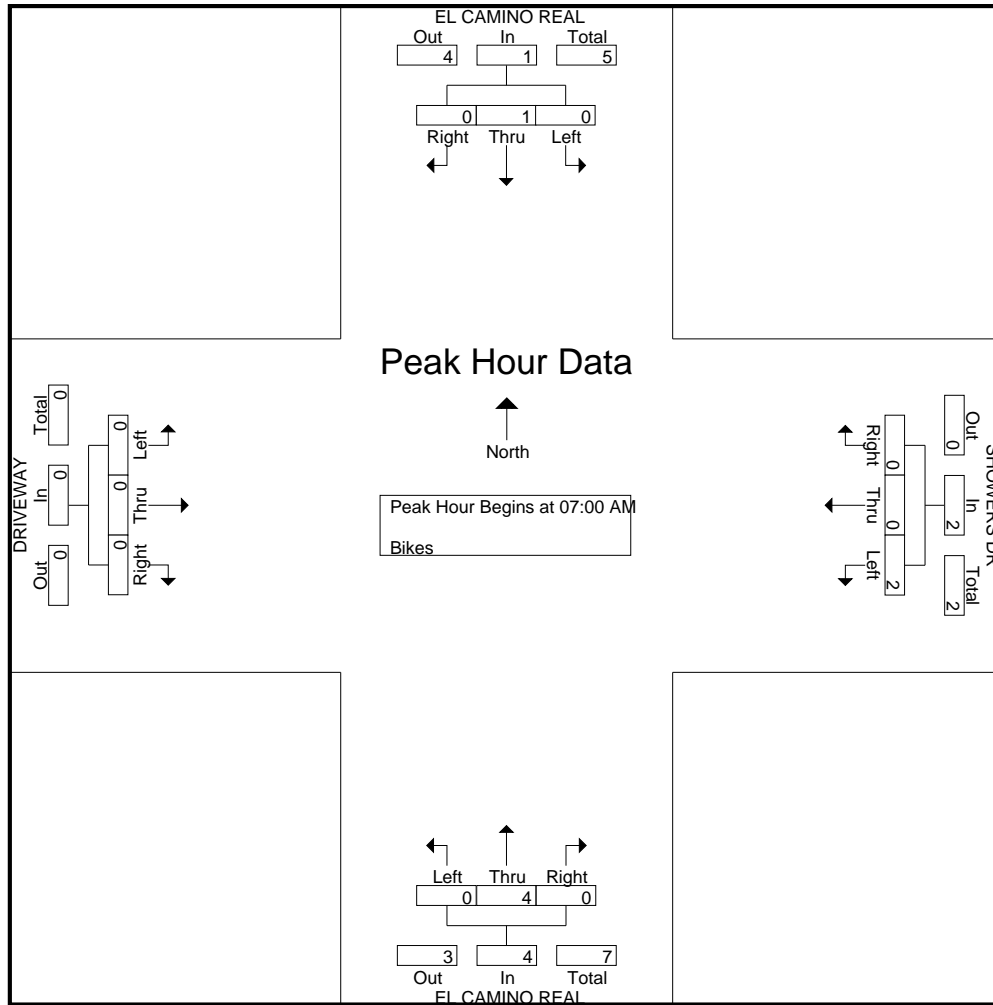 EL CAMINO REAL
Out In Total
4 1 5
0 1 0
Right Thru Left
Peak Hour Data
North
Peak Hour Begins at 07:00 AM
Bikes
DRIVEWAY
Out In Total
0 0 0
Right Thru Left
0 0 0
SHOWERS DR
Out In Total
0 2 2
Right Thru Left
0 0 2
Left Thru Right
0 4 0
3 4 7
Out In Total
EL CAMINO REAL